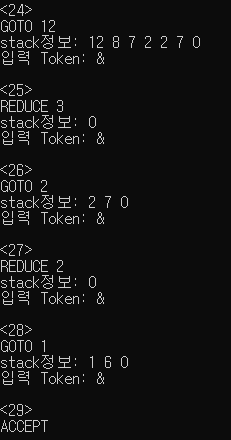 <24>
GOTO 12
stack정보: 12 8 7 2 2 7 0
입력 Token: &
<25>
REDUCE 3
stack정보: 0
입력 Token: &
<26>
GOTO 2
stack정보: 2 7 0
입력 Token: &
<27>
REDUCE 2
stack정보: 0
입력 Token: &
<28>
GOTO 1
stack정보: 1 6 0
입력 Token: &
<29>
ACCEPT